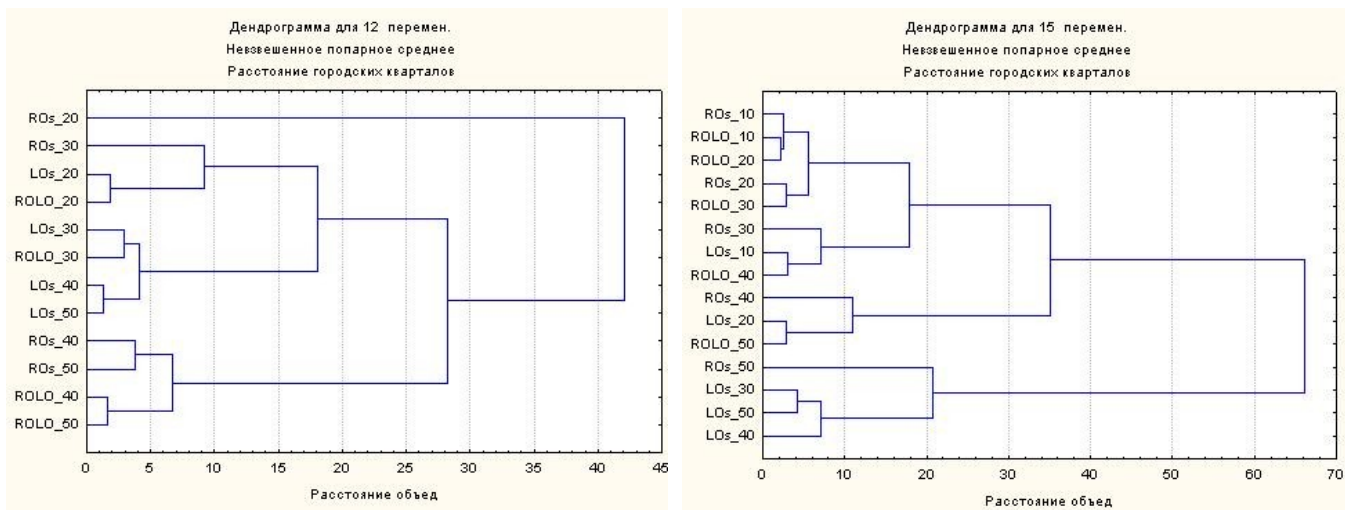 Дендрограмма для 12 перемен.
Невзвешенное попарное среднее
Расстояние городских кварталов
ROs_20
ROs_30
LOs_20
ROLO_20
LOs_30
ROLO_30
LOs_40
LOs_50
ROs_40
ROs_50
ROLO_40
ROLO_50
0 5 10 15 20 25 30 35 40 45
Расстояние объед
Дендрограмма для 15 перемен.
Невзвешенное попарное среднее
Расстояние городских кварталов
ROs_10
ROLO_10
ROLO_20
ROs_20
ROLO_30
ROs_30
LOs_10
ROLO_40
ROs_40
LOs_20
ROLO_50
ROs_50
LOs_30
LOs_50
LOs_40
0 10 20 30 40 50 60 70
Расстояние объед